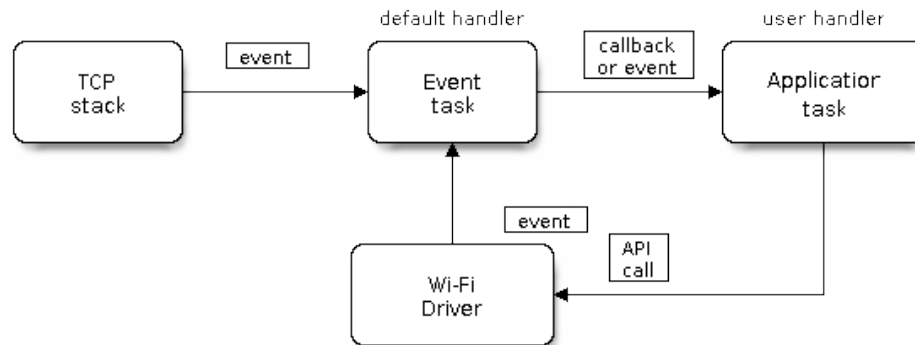 default handler
user handler
event
callback
or event
TCP
stack
Event
task
Application
task
event
API
call
Wi-Fi
Driver